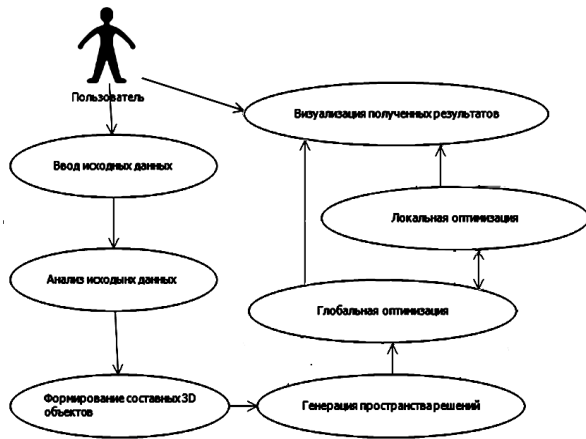 Пользователь
Визуализация полученных результатов
Ввод исходных данных
Локальная оптимизация
Анализ исходынх данных
Глобальная оптимизация
Формирование составных 3D
объектов
Генерация пространства решений